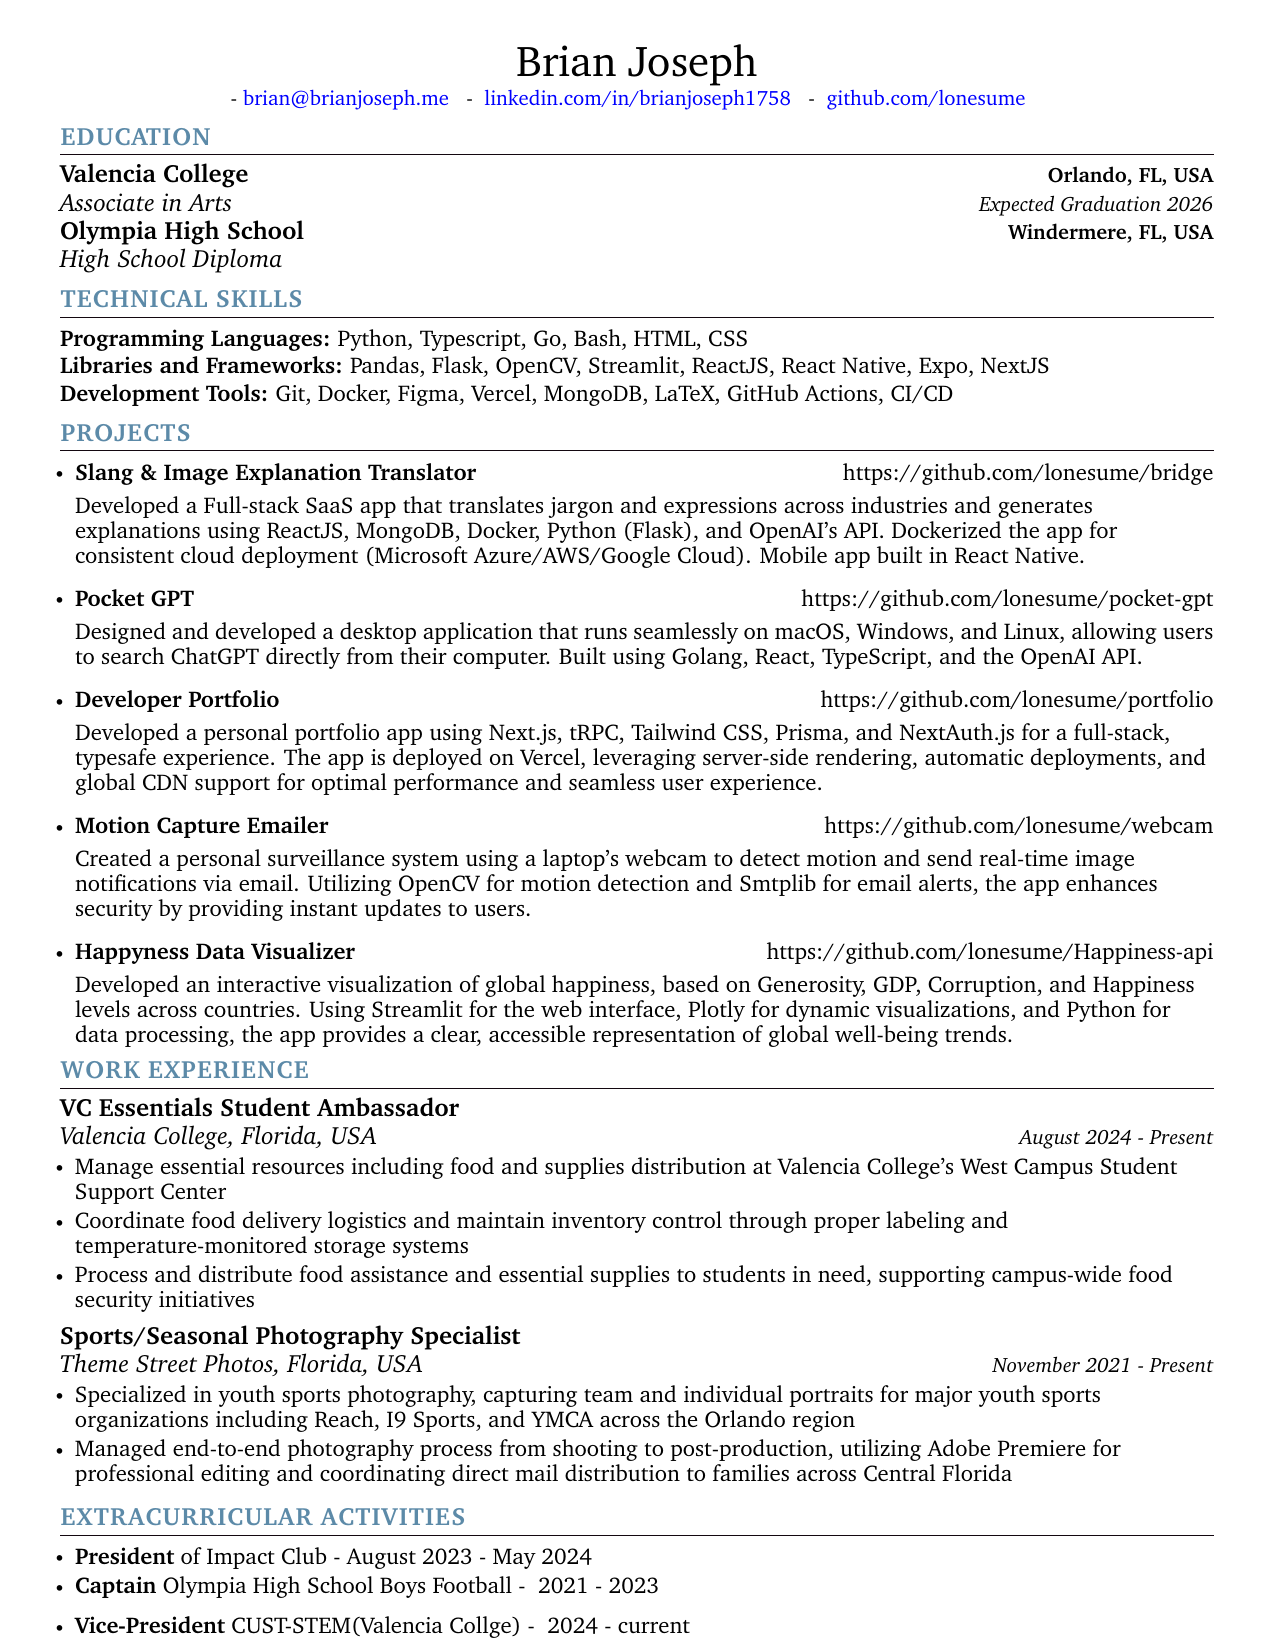 Brian Joseph
- brian@brianjoseph.me - linkedin.com/in/brianjoseph1758 - github.com/lonesume
EDUCATION
Valencia College Orlando, FL, USA
Associate in Arts Expected Graduation 2026
Olympia High School Windermere, FL, USA
High School Diploma
TECHNICAL SKILLS
Programming Languages: Python, Typescript, Go, Bash, HTML, CSS
Libraries and Frameworks: Pandas, Flask, OpenCV, Streamlit, ReactJS, React Native, Expo, NextJS
Development Tools: Git, Docker, Figma, Vercel, MongoDB, LaTeX, GitHub Actions, CI/CD
PROJECTS
• Slang & Image Explanation Translator https://github.com/lonesume/bridge
Developed a Full-stack SaaS app that translates jargon and expressions across industries and generates
explanations using ReactJS, MongoDB, Docker, Python (Flask), and OpenAI's API. Dockerized the app for
consistent cloud deployment (Microsoft Azure/AWS/Google Cloud). Mobile app built in React Native.
• Pocket GPT https://github.com/lonesume/pocket-gpt
Designed and developed a desktop application that runs seamlessly on macOS, Windows, and Linux, allowing users
to search ChatGPT directly from their computer. Built using Golang, React, TypeScript, and the OpenAI API.
• Developer Portfolio https://github.com/lonesume/portfolio
Developed a personal portfolio app using Next.js, tRPC, Tailwind CSS, Prisma, and NextAuth.js for a full-stack,
typesafe experience. The app is deployed on Vercel, leveraging server-side rendering, automatic deployments, and
global CDN support for optimal performance and seamless user experience.
• Motion Capture Emailer https://github.com/lonesume/webcam
Created a personal surveillance system using a laptop's webcam to detect motion and send real-time image
notifications via email. Utilizing OpenCV for motion detection and Smtplib for email alerts, the app enhances
security by providing instant updates to users.
• Happyness Data Visualizer https://github.com/lonesume/Happiness-api
Developed an interactive visualization of global happiness, based on Generosity, GDP, Corruption, and Happiness
levels across countries. Using Streamlit for the web interface, Plotly for dynamic visualizations, and Python for
data processing, the app provides a clear, accessible representation of global well-being trends.
WORK EXPERIENCE
VC Essentials Student Ambassador
Valencia College, Florida, USA August 2024 - Present
• Manage essential resources including food and supplies distribution at Valencia College's West Campus Student
Support Center
• Coordinate food delivery logistics and maintain inventory control through proper labeling and
temperature-monitored storage systems
• Process and distribute food assistance and essential supplies to students in need, supporting campus-wide food
security initiatives
Sports/Seasonal Photography Specialist
Theme Street Photos, Florida, USA November 2021 - Present
• Specialized in youth sports photography, capturing team and individual portraits for major youth sports
organizations including Reach, I9 Sports, and YMCA across the Orlando region
• Managed end-to-end photography process from shooting to post-production, utilizing Adobe Premiere for
professional editing and coordinating direct mail distribution to families across Central Florida
EXTRACURRICULAR ACTIVITIES
• President of Impact Club - August 2023 - May 2024
• Captain Olympia High School Boys Football - 2021 - 2023
• Vice-President CUST-STEM(Valencia Collge) - 2024 - current